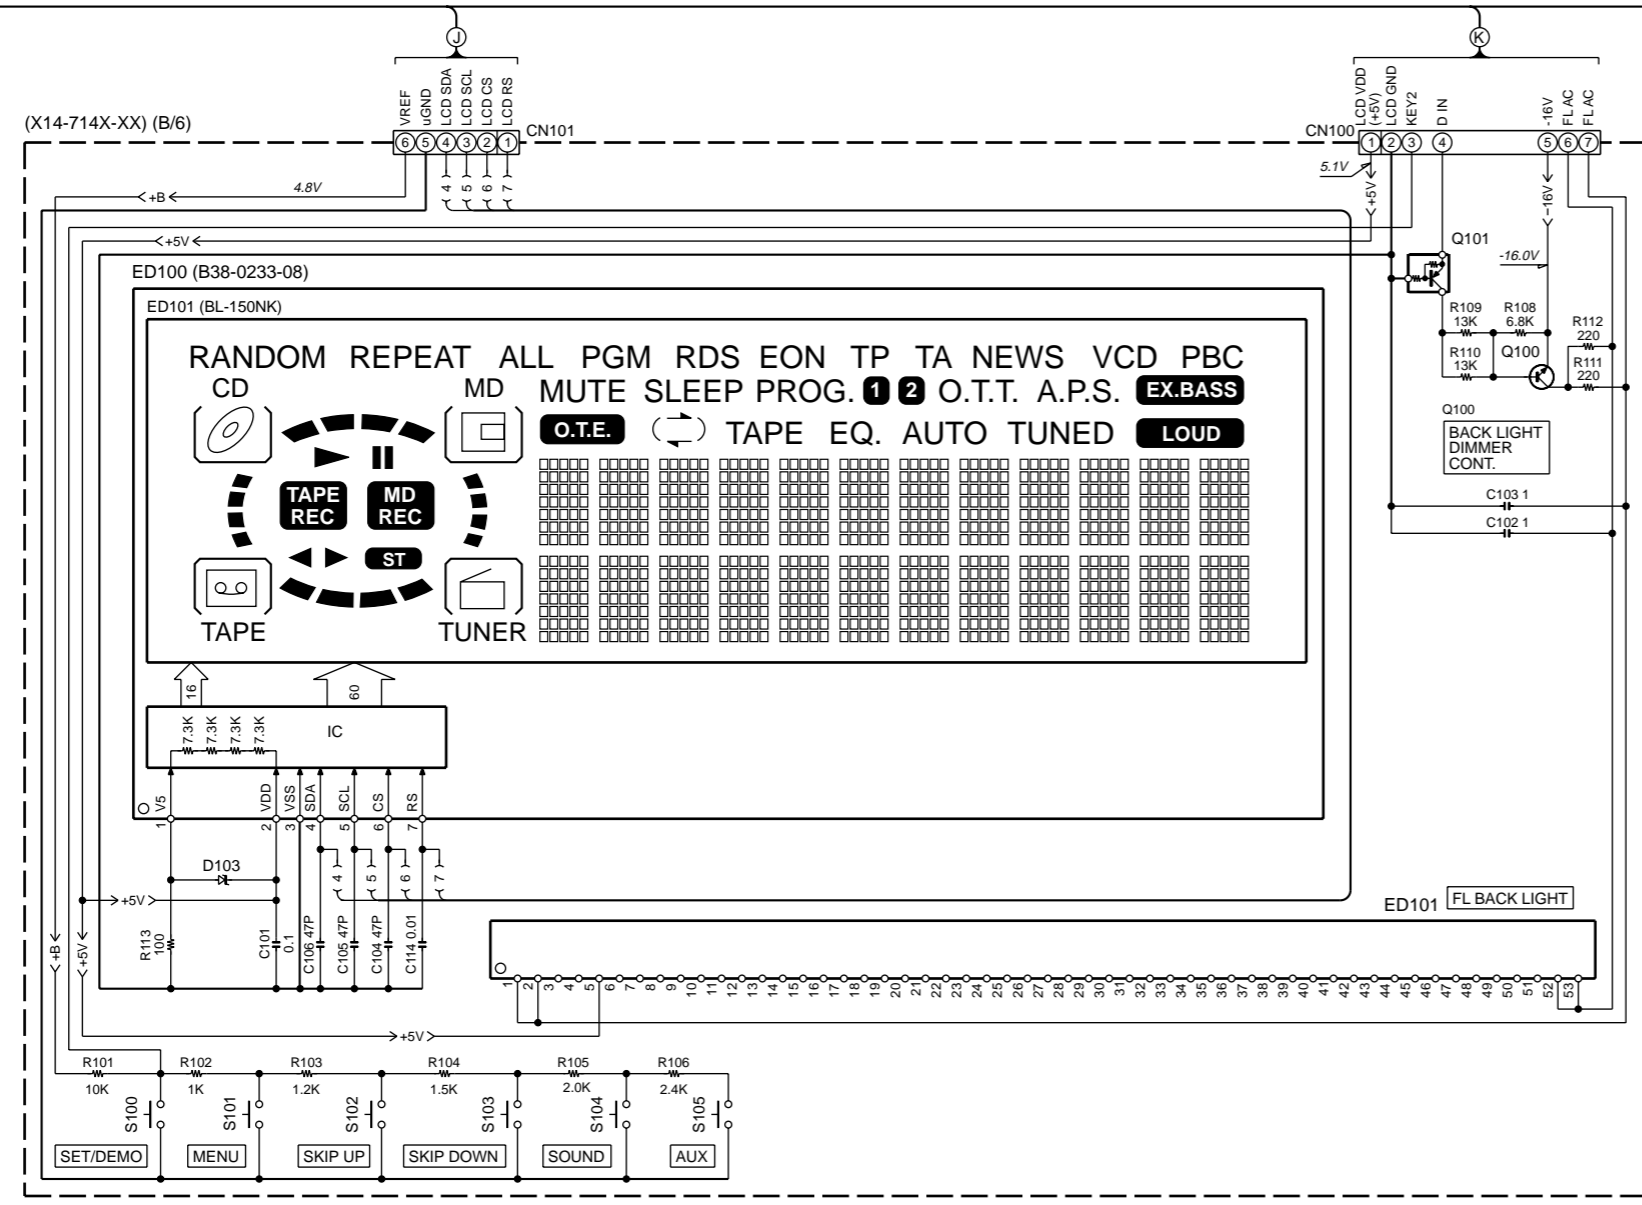 J
K
VREF
uGND
LCD SDA
LCD SCL
LCD CS
LCD RS
LCD VDD
(+5V)
LCD GND
KEY2
D IN
-16V
FL AC
FL AC
(X14-714X-XX) (B/6)
6 5 4 3 2 1
CN101
CN100
1 2 3 4 5 6 7
4.8V
+B
4 5 6 7
5.1V
+5V
-16V
+5V
Q101
-16.0V
ED100 (B38-0233-08)
ED101 (BL-150NK)
R109
13K
R108
6.8K
R112
220
R110
13K
Q100
R111
220
RANDOM REPEAT ALL PGM RDS EON TP TA NEWS VCD PBC
CD MD MUTE SLEEP PROG. 1 2 O.T.T. A.P.S. EX.BASS
O.T.E. TAPE EQ. AUTO TUNED LOUD
Q100
BACK LIGHT
DIMMER
CONT.
TAPE
REC
MD
REC
ST
C103 1
C102 1
TAPE TUNER
16
60
7.3K 7.3K 7.3K 7.3K
IC
V5 VDD VSS SDA SCL CS RS
1 2 3 4 5 6 7
D103
4 5 6 7
+5V
ED101
FL BACK LIGHT
+B
+5V
R113
100
C101
0.1
C106 47P
C105 47P
C104 47P
C114 0.01
1 2 3 4 5 6 7 8 9 10 11 12 13 14 15 16 17 18 19 20 21 22 23 24 25 26 27 28 29 30 31 32 33 34 35 36 37 38 39 40 41 42 43 44 45 46 47 48 49 50 51 52 53
+5V
R101
10K
R102
1K
R103
1.2K
R104
1.5K
R105
2.0K
R106
2.4K
S100
S101
S102
S103
S104
S105
SET/DEMO
MENU
SKIP UP
SKIP DOWN
SOUND
AUX